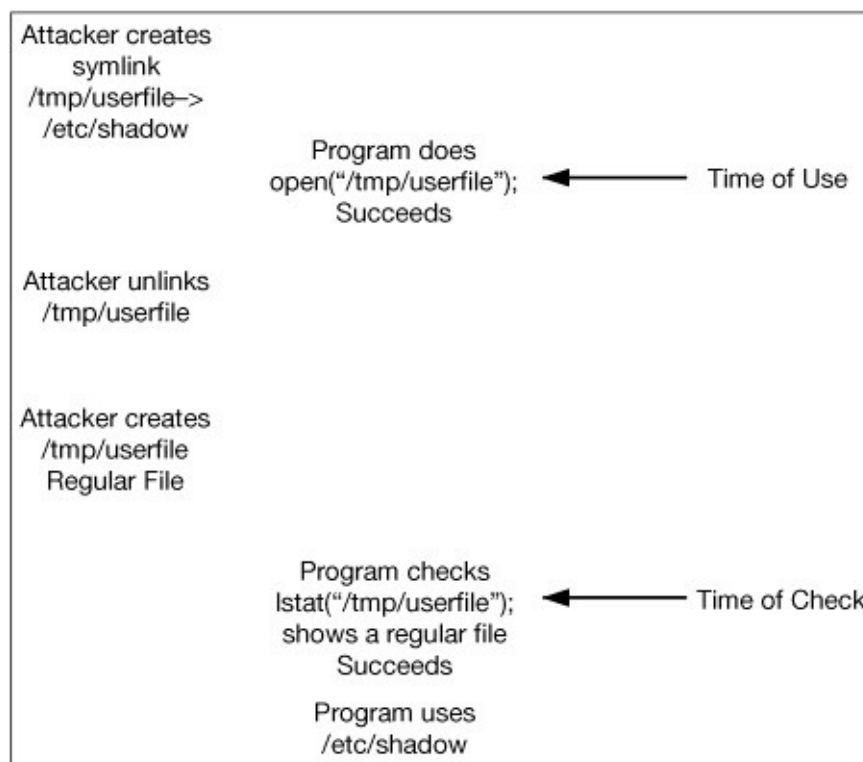 Attacker creates
symlink
/tmp/userfile–>
/etc/shadow
Program does
open(“/tmp/userfile”);
Succeeds
Time of Use
Attacker unlinks
/tmp/userfile
Attacker creates
/tmp/userfile
Regular File
Program checks
lstat(“/tmp/userfile”);
shows a regular file
Succeeds
Time of Check
Program uses
/etc/shadow